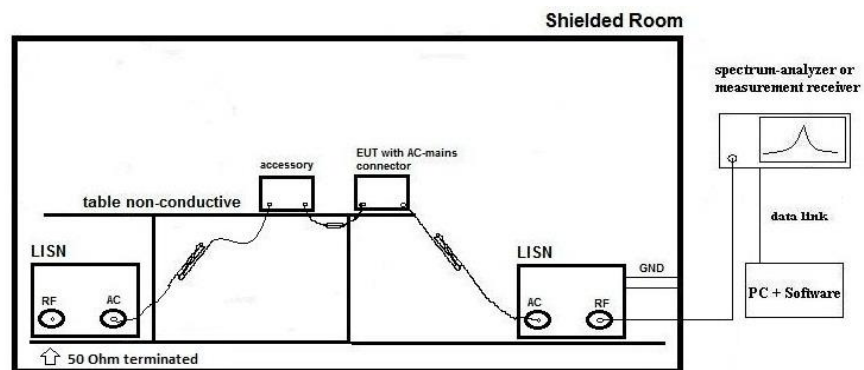 Shielded Room
spectrum-analyzer or
measurement receiver
EUT with AC-mains
connector
accessory
table non-conductive
data link
LISN
LISN
GND
PC + Software
RF
AC
AC
RF
50 Ohm terminated